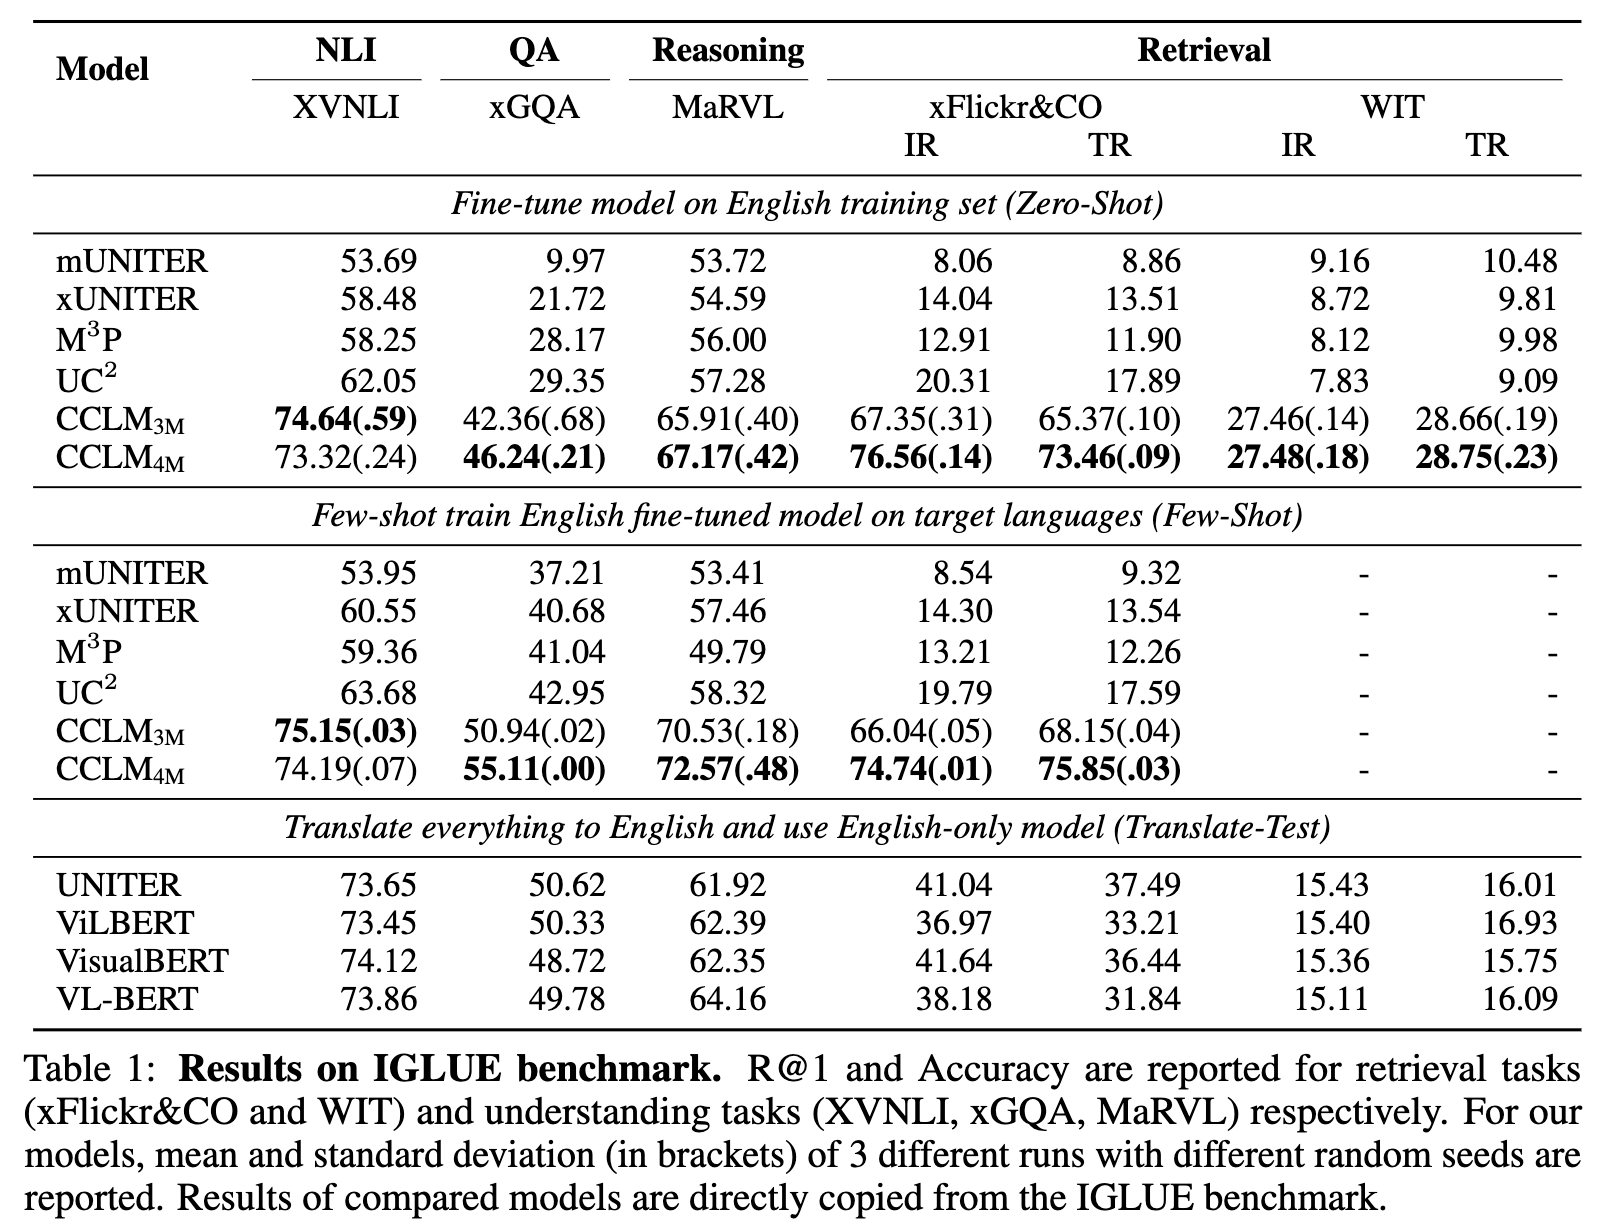 Model NLI QA Reasoning Retrieval
XVNLI xGQA MaRVL xFlickr&CO WIT
IR TR IR TR
Fine-tune model on English training set (Zero-Shot)
mUNITER 53.69 9.97 53.72 8.06 8.86 9.16 10.48
xUNITER 58.48 21.72 54.59 14.04 13.51 8.72 9.81
M³P 58.25 28.17 56.00 12.91 11.90 8.12 9.98
UC² 62.05 29.35 57.28 20.31 17.89 7.83 9.09
CCLM3M 74.64(.59) 42.36(.68) 65.91(.40) 67.35(.31) 65.37(.10) 27.46(.14) 28.66(.19)
CCLM4M 73.32(.24) 46.24(.21) 67.17(.42) 76.56(.14) 73.46(.09) 27.48(.18) 28.75(.23)
Few-shot train English fine-tuned model on target languages (Few-Shot)
mUNITER 53.95 37.21 53.41 8.54 9.32 - -
xUNITER 60.55 40.68 57.46 14.30 13.54 - -
M³P 59.36 41.04 49.79 13.21 12.26 - -
UC² 63.68 42.95 58.32 19.79 17.59 - -
CCLM3M 75.15(.03) 50.94(.02) 70.53(.18) 66.04(.05) 68.15(.04) - -
CCLM4M 74.19(.07) 55.11(.00) 72.57(.48) 74.74(.01) 75.85(.03) - -
Translate everything to English and use English-only model (Translate-Test)
UNITER 73.65 50.62 61.92 41.04 37.49 15.43 16.01
ViLBERT 73.45 50.33 62.39 36.97 33.21 15.40 16.93
VisualBERT 74.12 48.72 62.35 41.64 36.44 15.36 15.75
VL-BERT 73.86 49.78 64.16 38.18 31.84 15.11 16.09
Table 1: Results on IGLUE benchmark. R@1 and Accuracy are reported for retrieval tasks
(xFlickr&CO and WIT) and understanding tasks (XVNLI, xGQA, MaRVL) respectively. For our
models, mean and standard deviation (in brackets) of 3 different runs with different random seeds are
reported. Results of compared models are directly copied from the IGLUE benchmark.